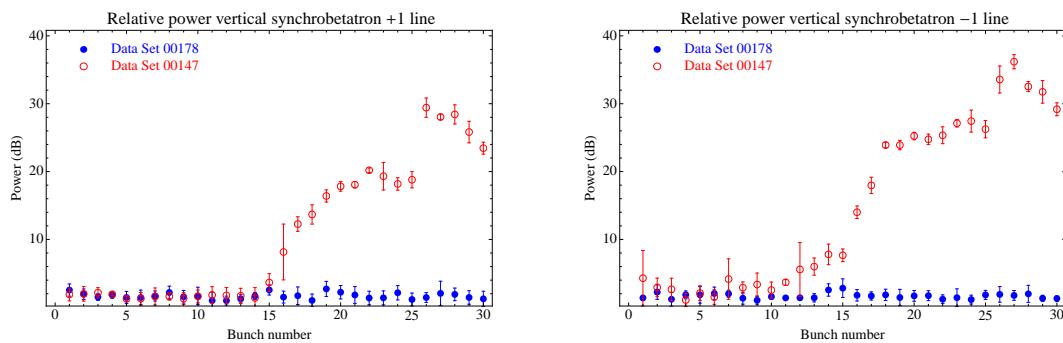 Relative power vertical synchrobetatron +1 line
40
30
20
10
Power (dB)
Data Set 00178
Data Set 00147
0 5 10 15 20 25 30
Bunch number
Relative power vertical synchrobetatron −1 line
40
30
20
10
Power (dB)
Data Set 00178
Data Set 00147
0 5 10 15 20 25 30
Bunch number